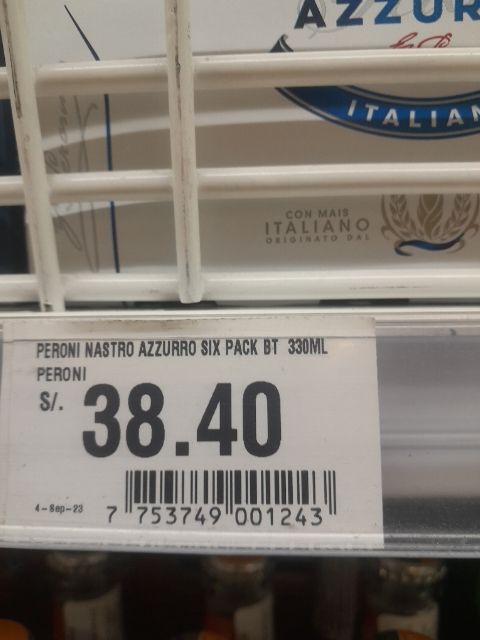 AZZUR
ITALIAN
CON MAIS
ITALIANO
ORIGINATO DAL
PERONI NASTRO AZZURRO SIX PACK BT 330ML
PERONI
S/. 38.40
4-Sep-23
7 753749 001243